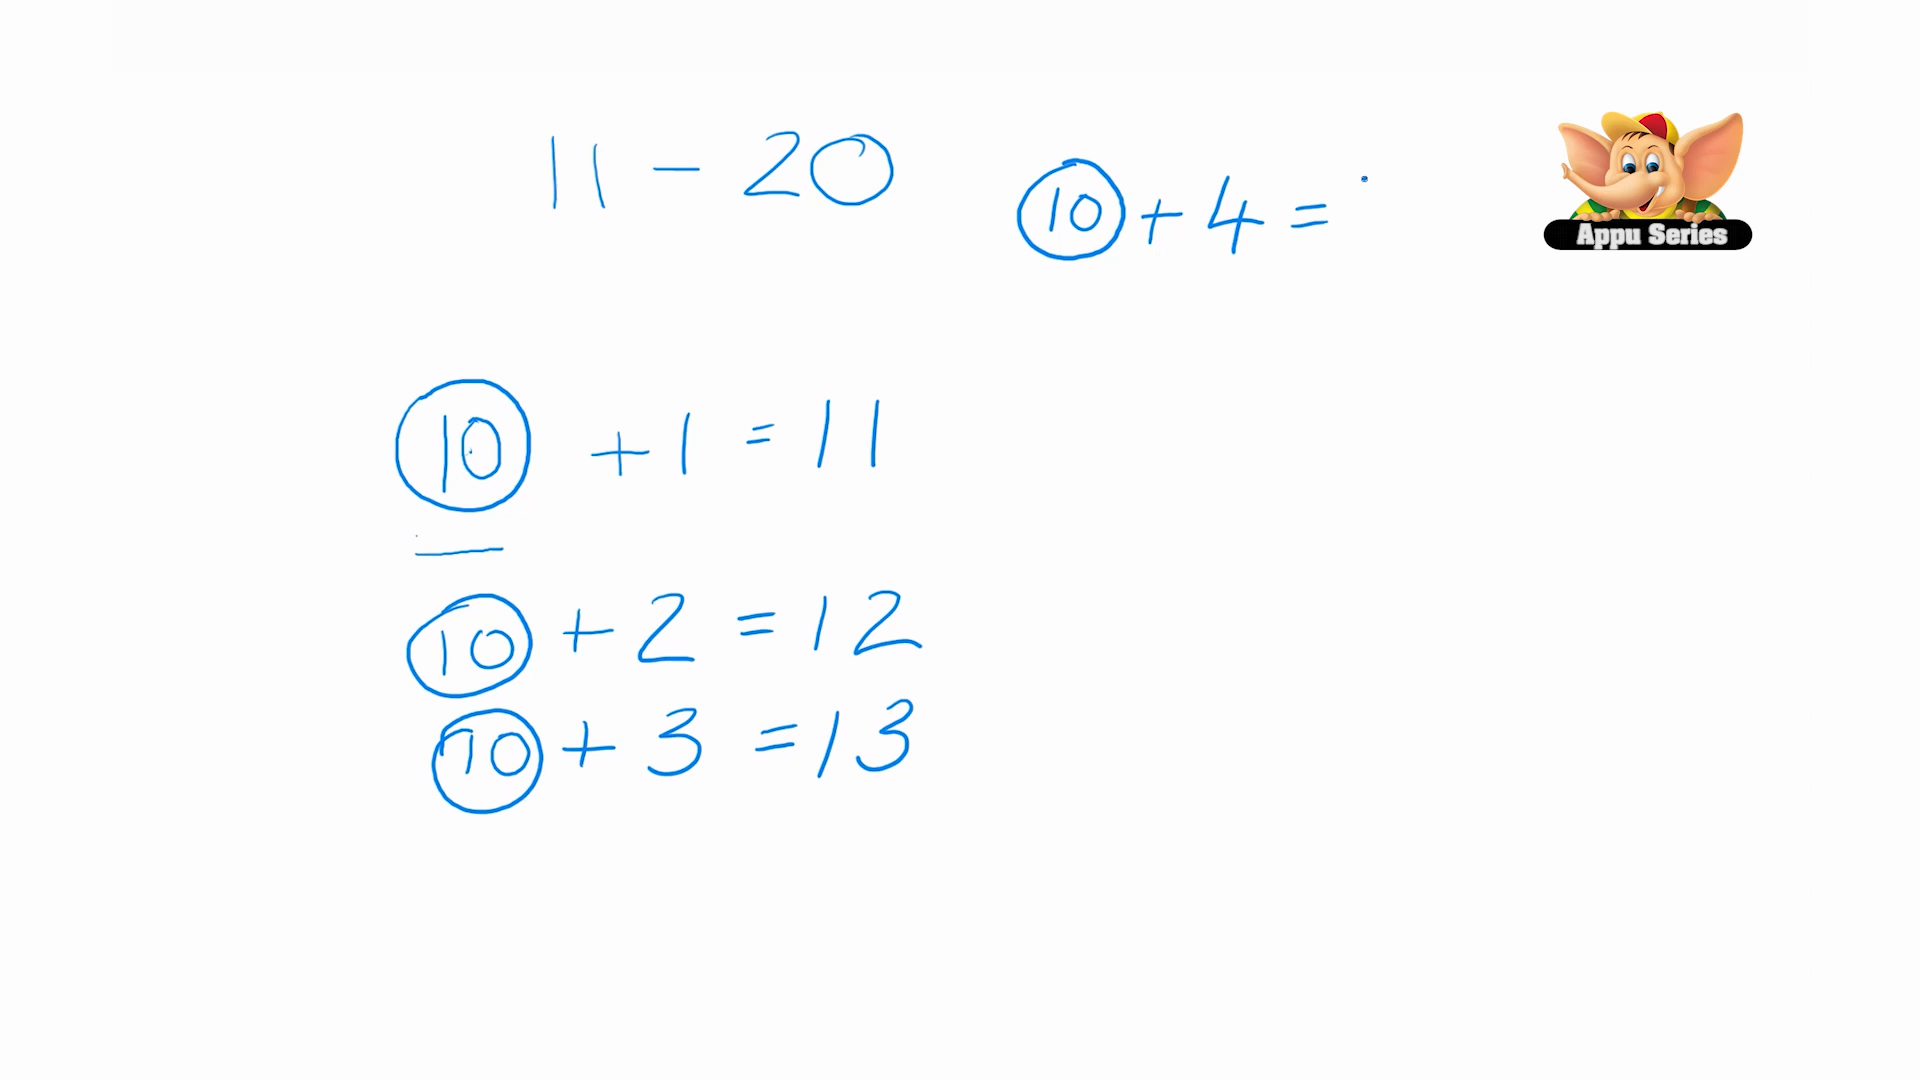 11 - 20
10 + 4 =
Appu Series
10 + 1 = 11
10 + 2 = 12
10 + 3 = 13